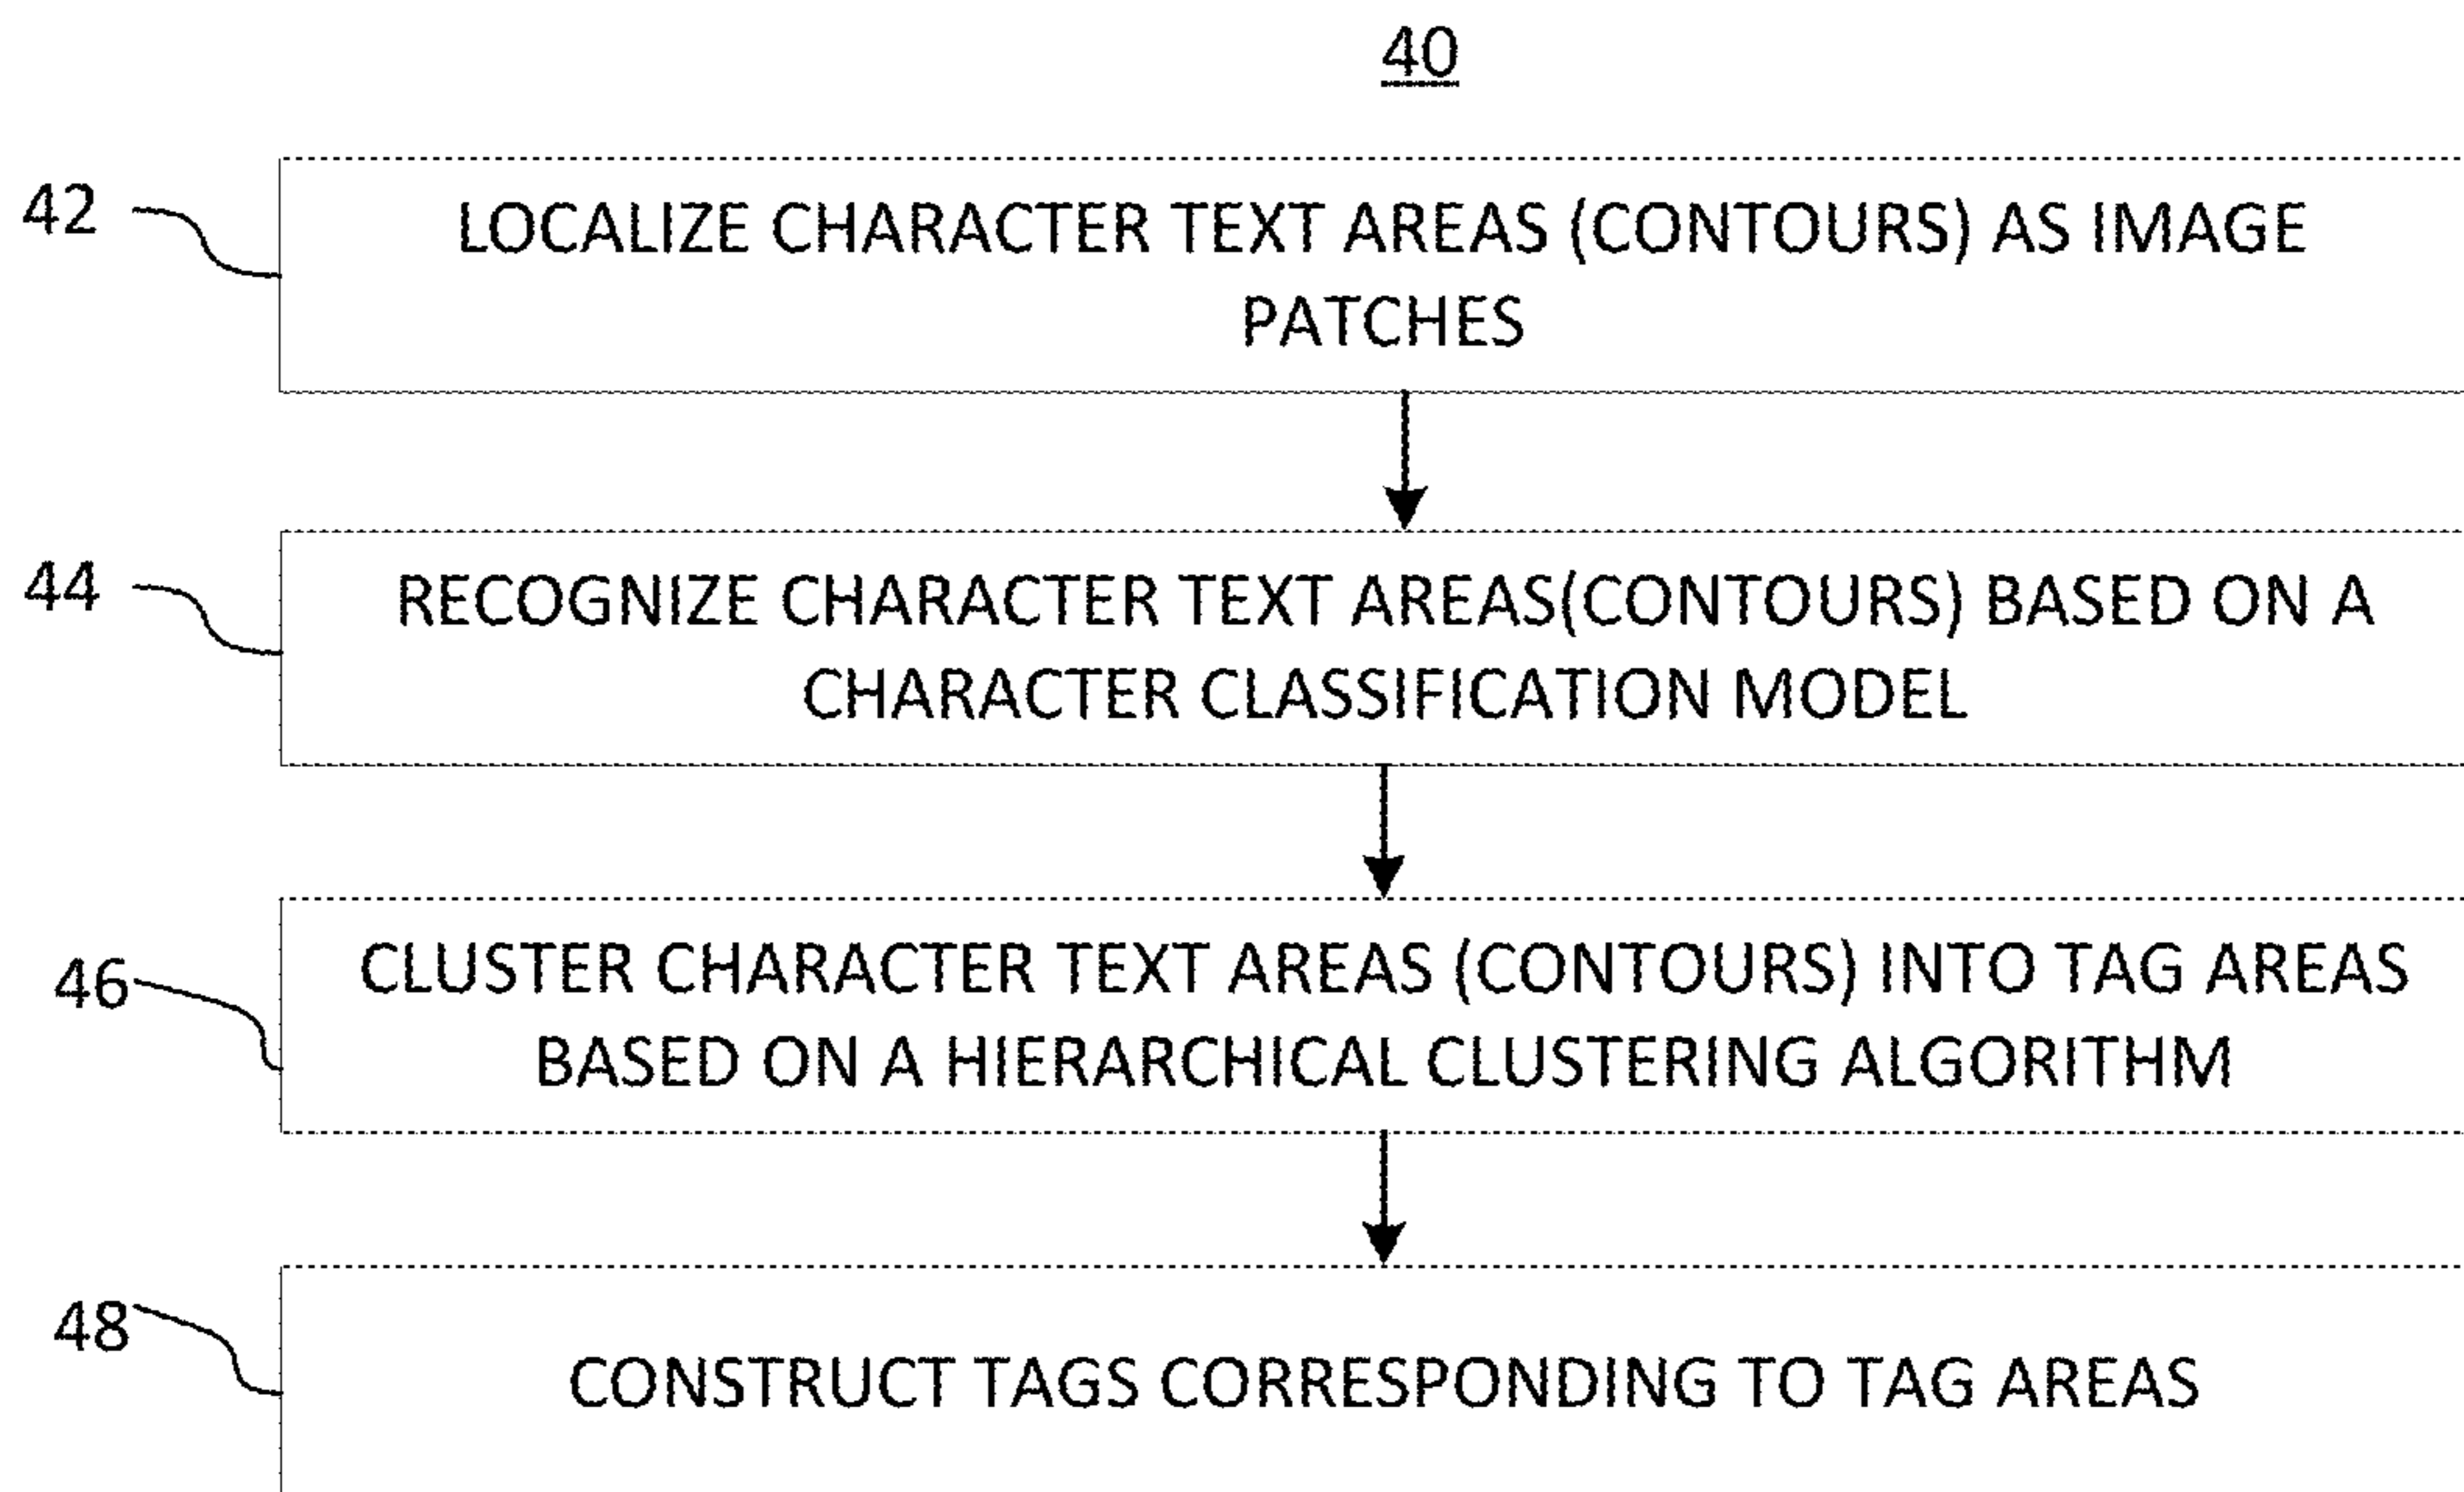 40
42
LOCALIZE CHARACTER TEXT AREAS (CONTOURS) AS IMAGE
PATCHES
44
RECOGNIZE CHARACTER TEXT AREAS(CONTOURS) BASED ON A
CHARACTER CLASSIFICATION MODEL
46
CLUSTER CHARACTER TEXT AREAS (CONTOURS) INTO TAG AREAS
BASED ON A HIERARCHICAL CLUSTERING ALGORITHM
48
CONSTRUCT TAGS CORRESPONDING TO TAG AREAS